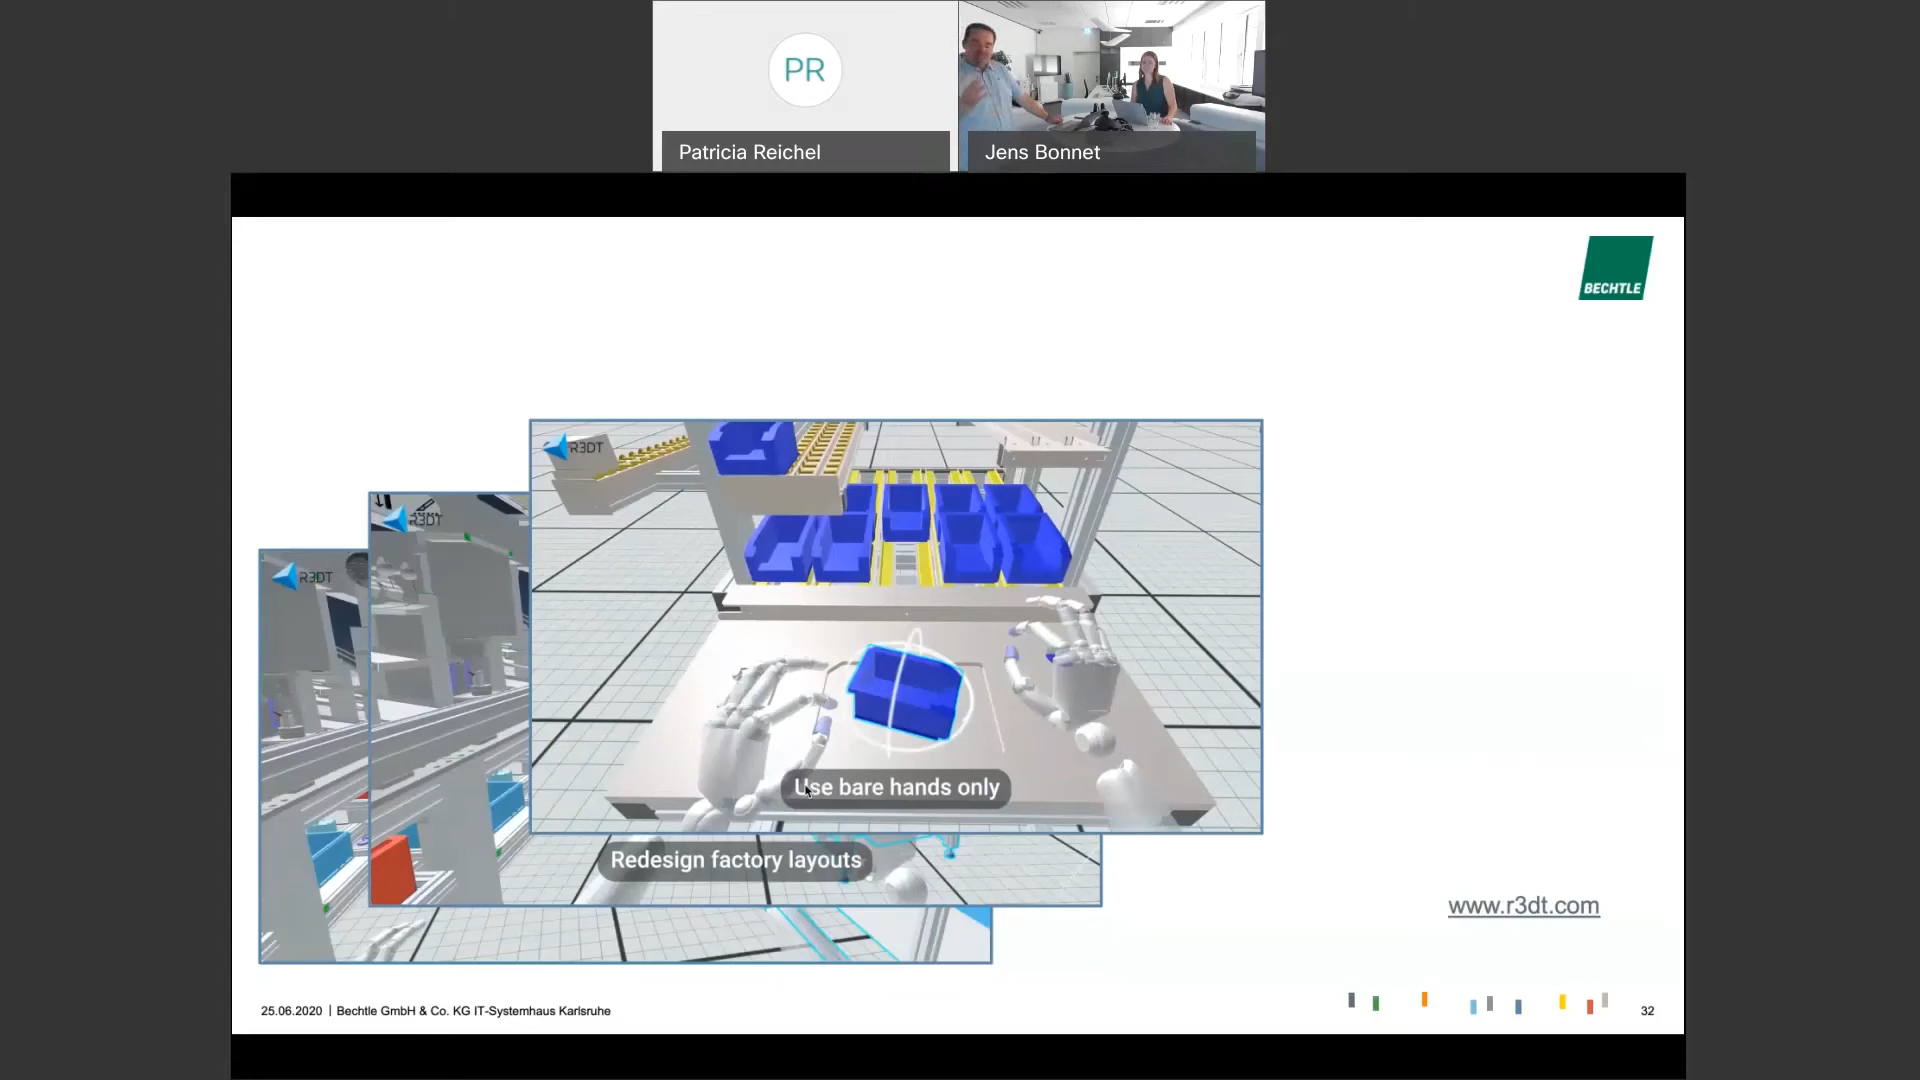 PR
Patricia Reichel
Jens Bonnet
BECHTLE
R3DT
R3DT
R3DT
Use bare hands only
Redesign factory layouts
www.r3dt.com
25.06.2020 | Bechtle GmbH & Co. KG IT-Systemhaus Karlsruhe
32